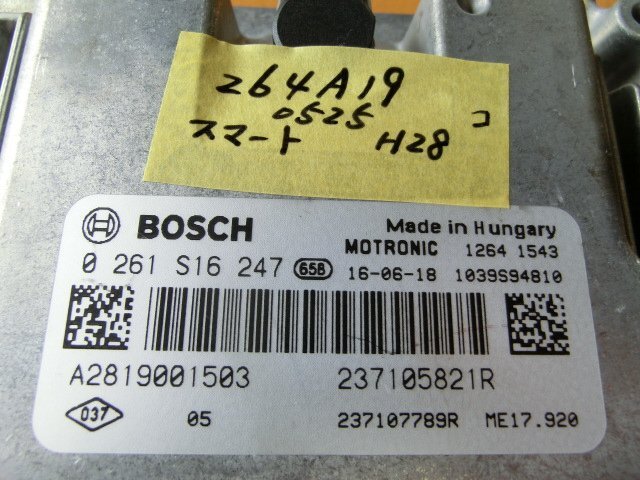 264A19
0525
スマート H28 コ
BOSCH Made in Hungary
MOTRONIC 1264 1543
0 261 S16 247 658 16-06-18 1039S94810
A2819001503 237105821R
037 05 237107789R ME17.920